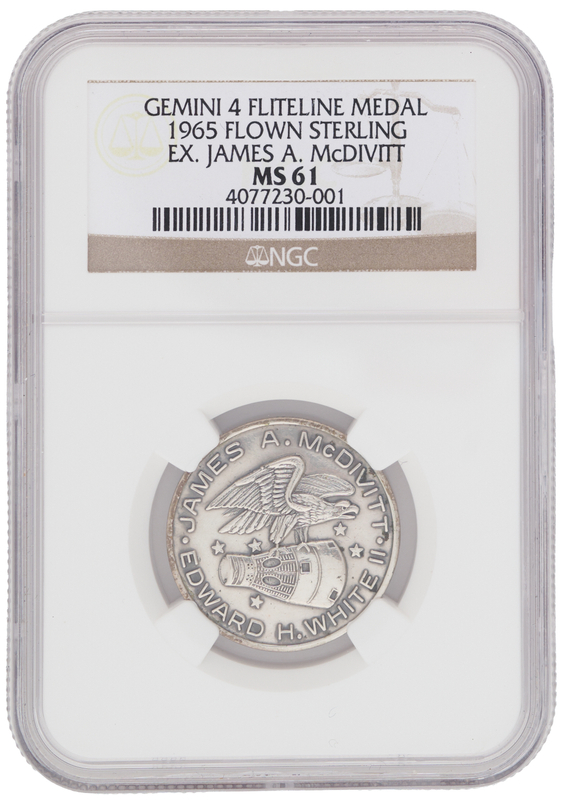 GEMINI 4 FLITELINE MEDAL
1965 FLOWN STERLING
EX. JAMES A. McDIVITT
MS 61
4077230-001
NGC
· JAMES A. McDIVITT ·
EDWARD H. WHITE II